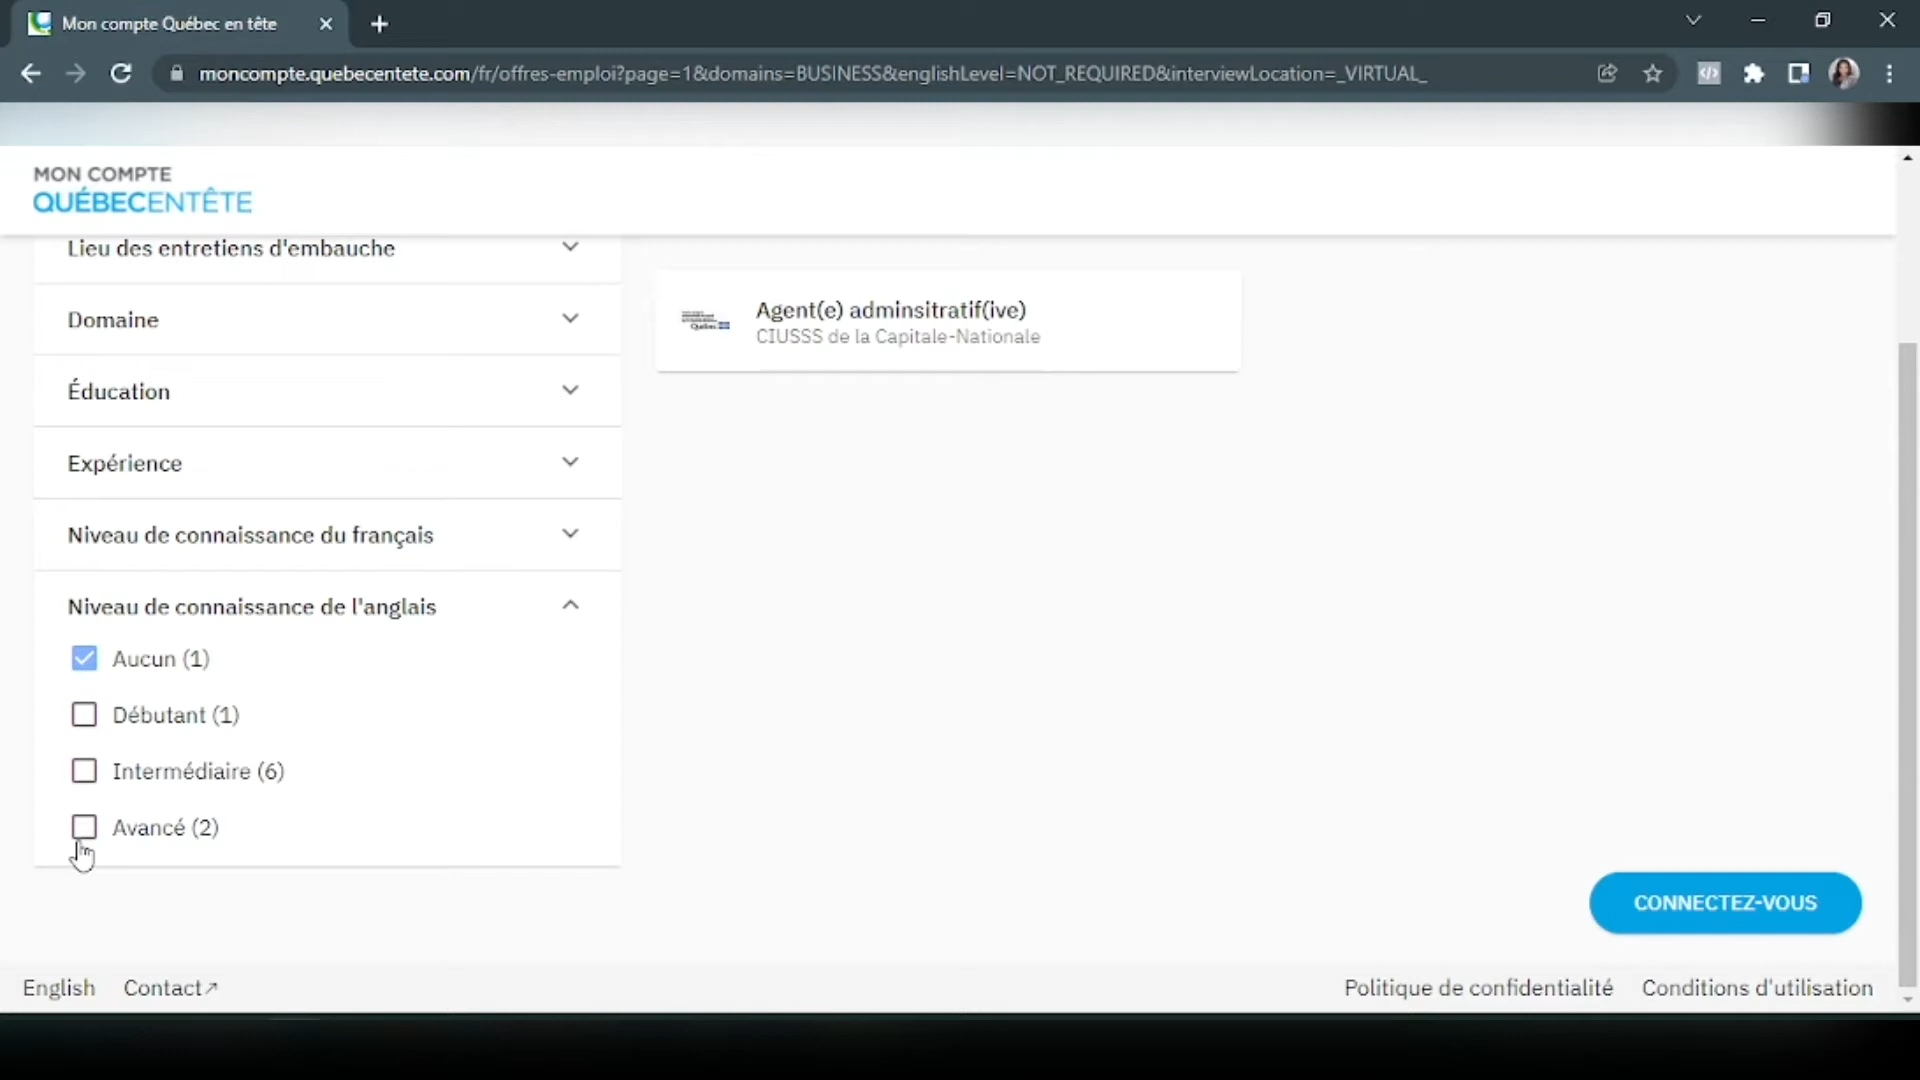 Mon compte Québec en tête
moncompte.quebecentete.com/fr/offres-emploi?page=1&domains=BUSINESS&englishLevel=NOT_REQUIRED&interviewLocation=_VIRTUAL_
MON COMPTE
QUÉBECENTÊTE
Lieu des entretiens d'embauche
Domaine
Éducation
Expérience
Niveau de connaissance du français
Niveau de connaissance de l'anglais
Aucun (1)
Débutant (1)
Intermédiaire (6)
Avancé (2)
Québec
Agent(e) adminsitratif(ive)
CIUSSS de la Capitale-Nationale
CONNECTEZ-VOUS
English Contact↗
Politique de confidentialité Conditions d'utilisation